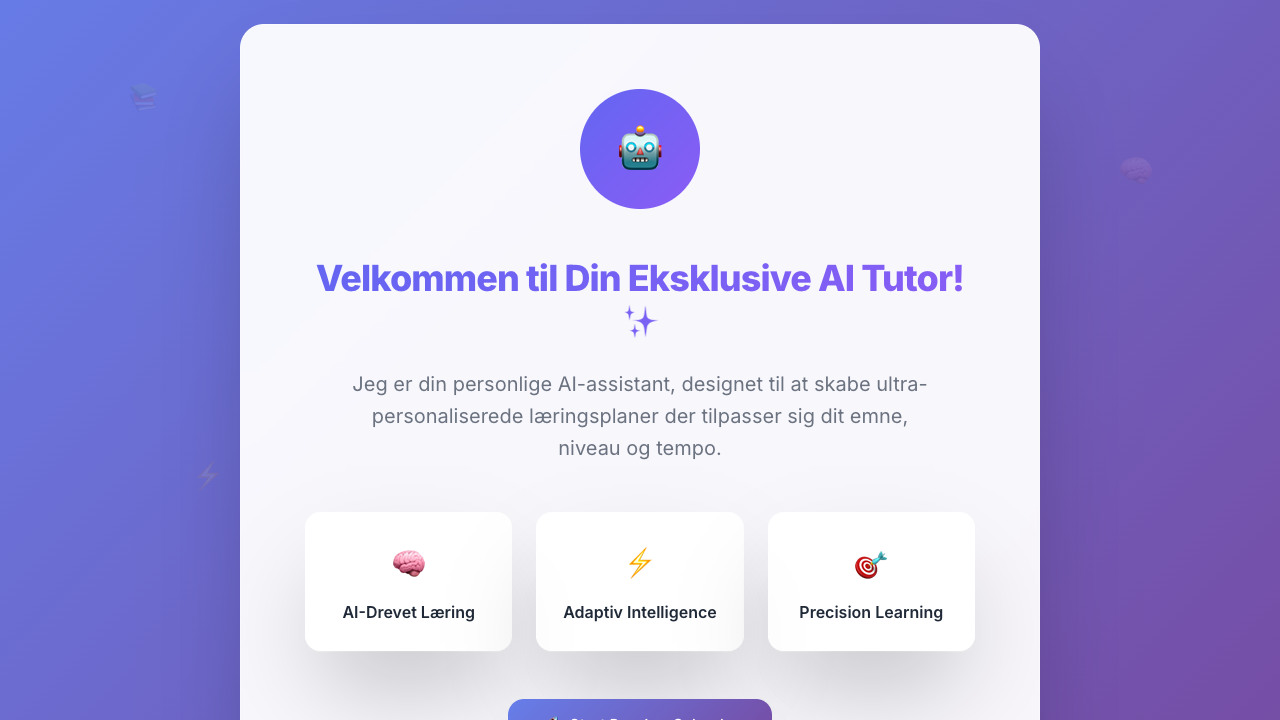 Velkommen til Din Eksklusive AI Tutor!
Jeg er din personlige AI-assistant, designet til at skabe ultra-
personaliserede læringsplaner der tilpasser sig dit emne,
niveau og tempo.
AI-Drevet Læring
Adaptiv Intelligence
Precision Learning